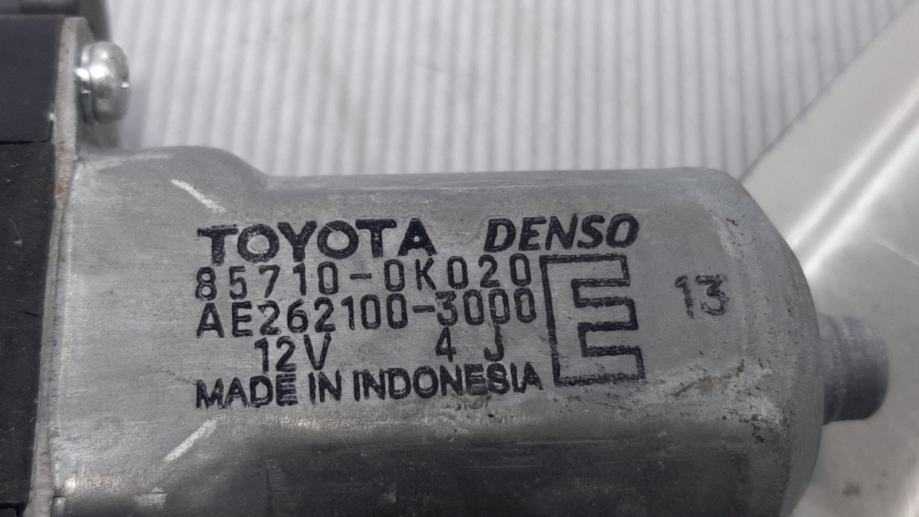 TOYOTA DENSO
85710-0K020
AE262100-3000
12V 4 J
MADE IN INDONESIA
E
13